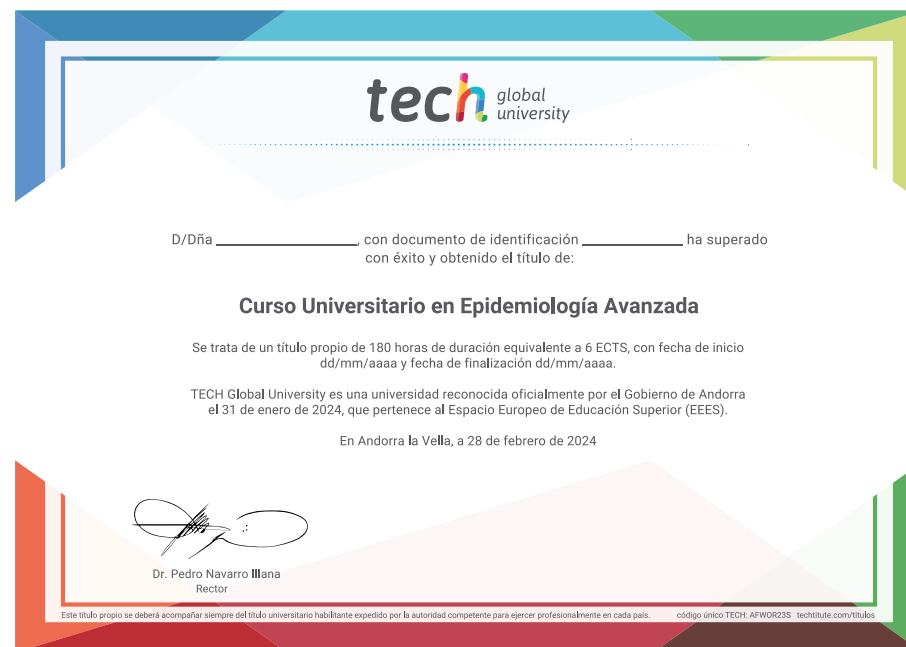 tech global university
D/Dña __________________, con documento de identificación _____________ ha superado
con éxito y obtenido el título de:
Curso Universitario en Epidemiología Avanzada
Se trata de un título propio de 180 horas de duración equivalente a 6 ECTS, con fecha de inicio
dd/mm/aaaa y fecha de finalización dd/mm/aaaa.
TECH Global University es una universidad reconocida oficialmente por el Gobierno de Andorra
el 31 de enero de 2024, que pertenece al Espacio Europeo de Educación Superior (EEES).
En Andorra la Vella, a 28 de febrero de 2024
Dr. Pedro Navarro Illana
Rector
Este título propio se deberá acompañar siempre del título universitario habilitante expedido por la autoridad competente para ejercer profesionalmente en cada país. código único TECH: AFWOR23S techtitute.com/títulos